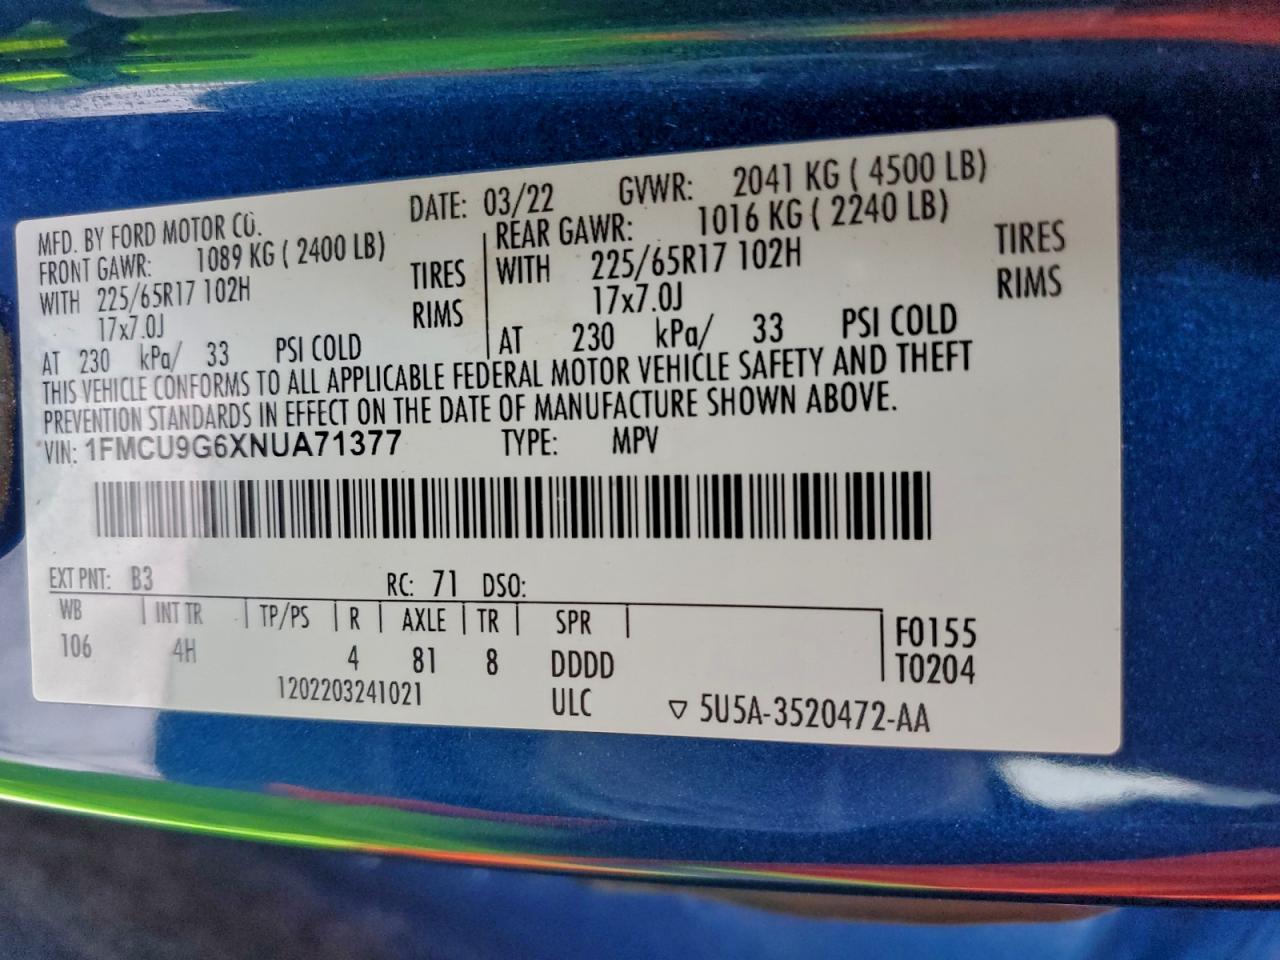 MFD. BY FORD MOTOR CO. DATE: 03/22 GVWR: 2041 KG ( 4500 LB)
FRONT GAWR: 1089 KG ( 2400 LB) REAR GAWR: 1016 KG ( 2240 LB)
WITH 225/65R17 102H TIRES WITH 225/65R17 102H TIRES
17x7.0J RIMS 17x7.0J RIMS
AT 230 kPa/ 33 PSI COLD AT 230 kPa/ 33 PSI COLD
THIS VEHICLE CONFORMS TO ALL APPLICABLE FEDERAL MOTOR VEHICLE SAFETY AND THEFT
PREVENTION STANDARDS IN EFFECT ON THE DATE OF MANUFACTURE SHOWN ABOVE.
VIN: 1FMCU9G6XNUA71377 TYPE: MPV
EXT PNT: B3 RC: 71 DSO:
WB INT TR TP/PS R AXLE TR SPR F0155
106 4H 4 81 8 DDDD T0204
1202203241021 ULC 5U5A-3520472-AA